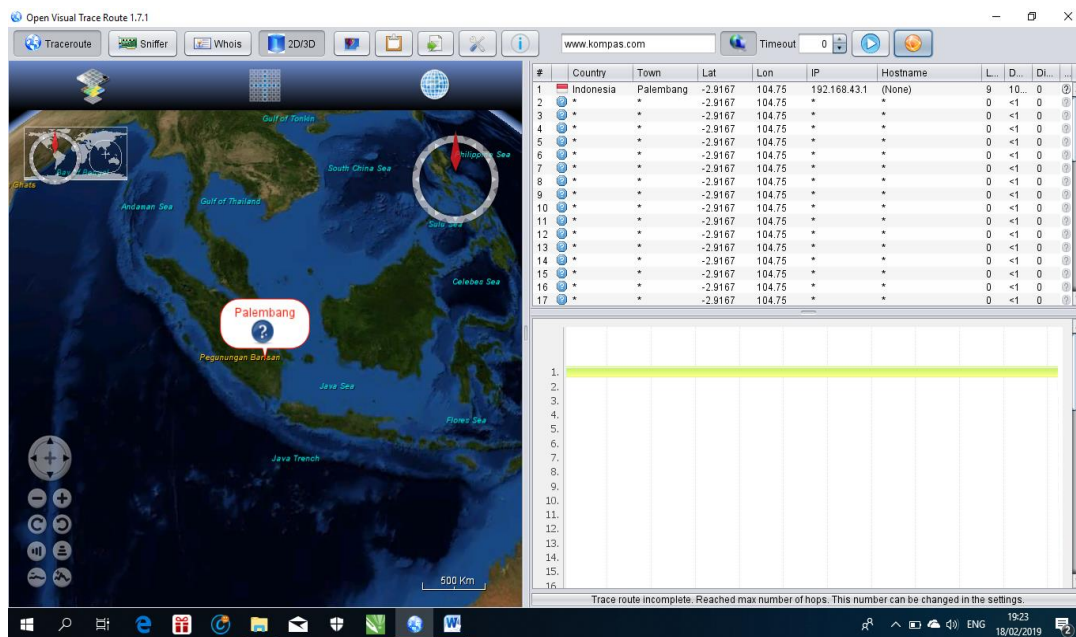 Open Visual Trace Route 1.7.1
Traceroute Sniffer Whois 2D/3D www.kompas.com Timeout 0
# Country Town Lat Lon IP Hostname L... D... Di... ...
1 Indonesia Palembang -2.9167 104.75 192.168.43.1 (None) 9 10... 0
2 * * -2.9167 104.75 * * 0 <1 0
3 * * -2.9167 104.75 * * 0 <1 0
4 * * -2.9167 104.75 * * 0 <1 0
5 * * -2.9167 104.75 * * 0 <1 0
6 * * -2.9167 104.75 * * 0 <1 0
7 * * -2.9167 104.75 * * 0 <1 0
8 * * -2.9167 104.75 * * 0 <1 0
9 * * -2.9167 104.75 * * 0 <1 0
10 * * -2.9167 104.75 * * 0 <1 0
11 * * -2.9167 104.75 * * 0 <1 0
12 * * -2.9167 104.75 * * 0 <1 0
13 * * -2.9167 104.75 * * 0 <1 0
14 * * -2.9167 104.75 * * 0 <1 0
15 * * -2.9167 104.75 * * 0 <1 0
16 * * -2.9167 104.75 * * 0 <1 0
17 * * -2.9167 104.75 * * 0 <1 0
Gulf of Tonkin
Philippine Sea
South China Sea
Ghats
Andaman Sea
Gulf of Thailand
Sulu Sea
Celebes Sea
Palembang
Pegunungan Barisan
Java Sea
Flores Sea
Java Trench
500 Km
1.
2.
3.
4.
5.
6.
7.
8.
9.
10.
11.
12.
13.
14.
15.
16.
Trace route incomplete. Reached max number of hops. This number can be changed in the settings.
ENG
19:23
18/02/2019
2